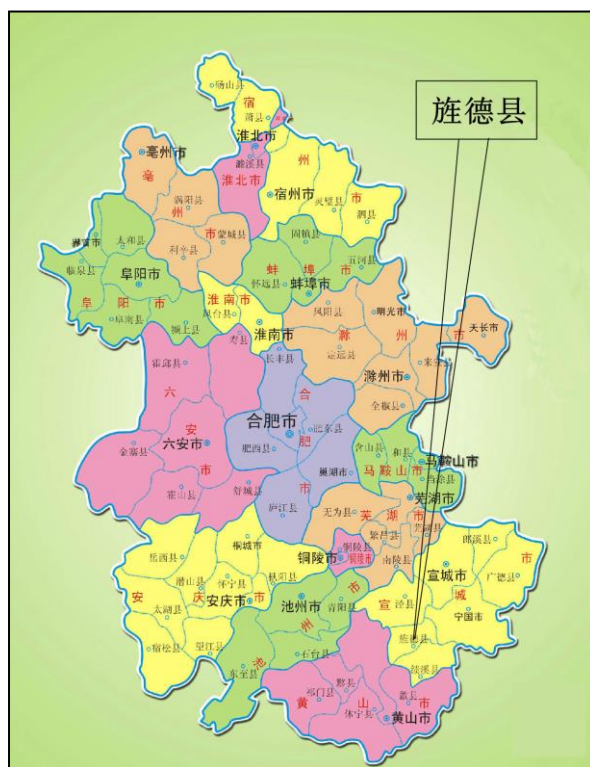 旌德县
砀山县
宿
萧县
淮北市
亳州市
濉溪县
州
亳
淮北市
宿州市
涡阳县
灵璧县
市
泗县
州
界首市
太和县
市
蒙城县
固镇县
利辛县
蚌
埠
市
五河县
临泉县
阜阳市
怀远县
蚌埠市
淮南市
阜阳市
凤台县
凤阳县
明光市
阜南县
滁
州
市
天长市
颍上县
淮南市
寿县
长丰县
定远县
来安县
霍邱县
滁州市
六
合
全椒县
合肥市
肥东县
安
六安市
肥
肥西县
含山县
和县
金寨县
巢湖市
马鞍山市
马鞍山市
市
当涂县
霍山县
舒城县
市
芜湖市
庐江县
无为县
芜湖市
繁昌县
芜湖县
桐城市
铜陵县
郎溪县
岳西县
铜陵市
铜陵市
南陵县
市
宣城市
潜山县
怀宁县
枞阳县
广德县
安
庆
市
安庆市
池州市
市
青阳县
宣
泾县
城
太湖县
州
宁国市
宿松县
望江县
旌德县
石台县
池
东至县
绩溪县
黟县
祁门县
歙县
黄
山
市
休宁县
黄山市